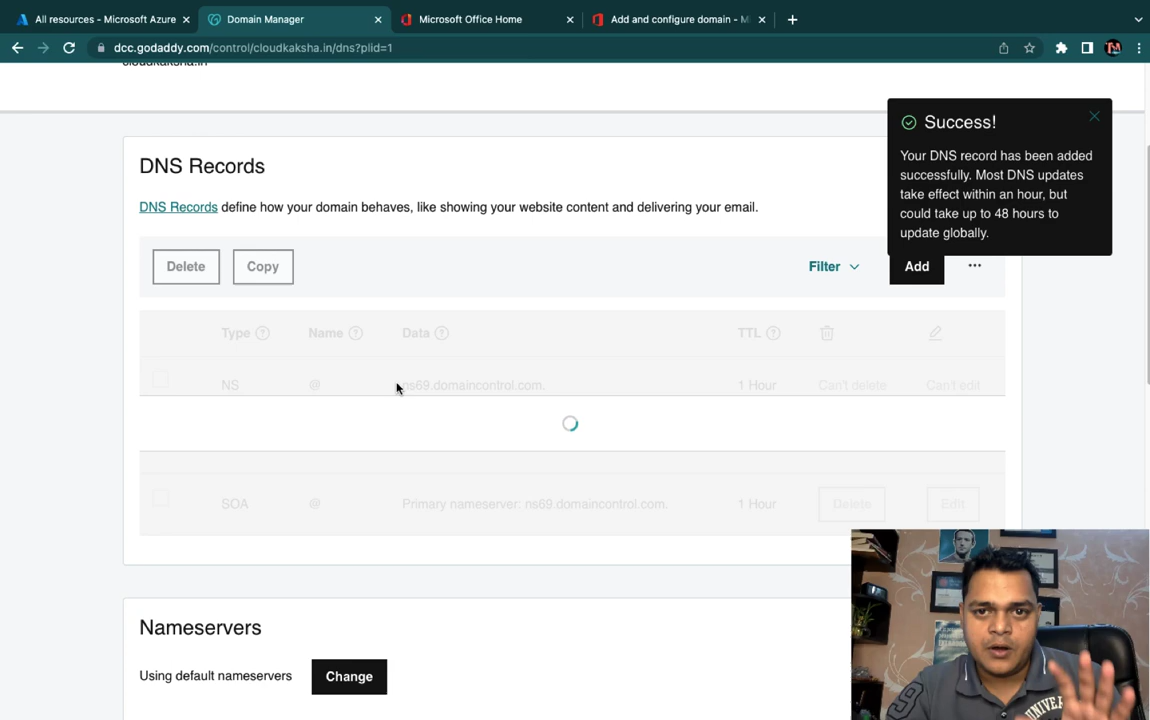 All resources - Microsoft Azure
Domain Manager
Microsoft Office Home
Add and configure domain - Mi
dcc.godaddy.com/control/cloudkaksha.in/dns?plid=1
cloudkaksha.in
Success!
Your DNS record has been added
successfully. Most DNS updates
take effect within an hour, but
could take up to 48 hours to
update globally.
DNS Records
DNS Records define how your domain behaves, like showing your website content and delivering your email.
Delete
Copy
Filter
Add
Type
Name
Data
TTL
NS
@
ns69.domaincontrol.com.
1 Hour
Can't delete
Can't edit
SOA
@
Primary nameserver: ns69.domaincontrol.com.
1 Hour
Delete
Edit
Nameservers
Using default nameservers
Change